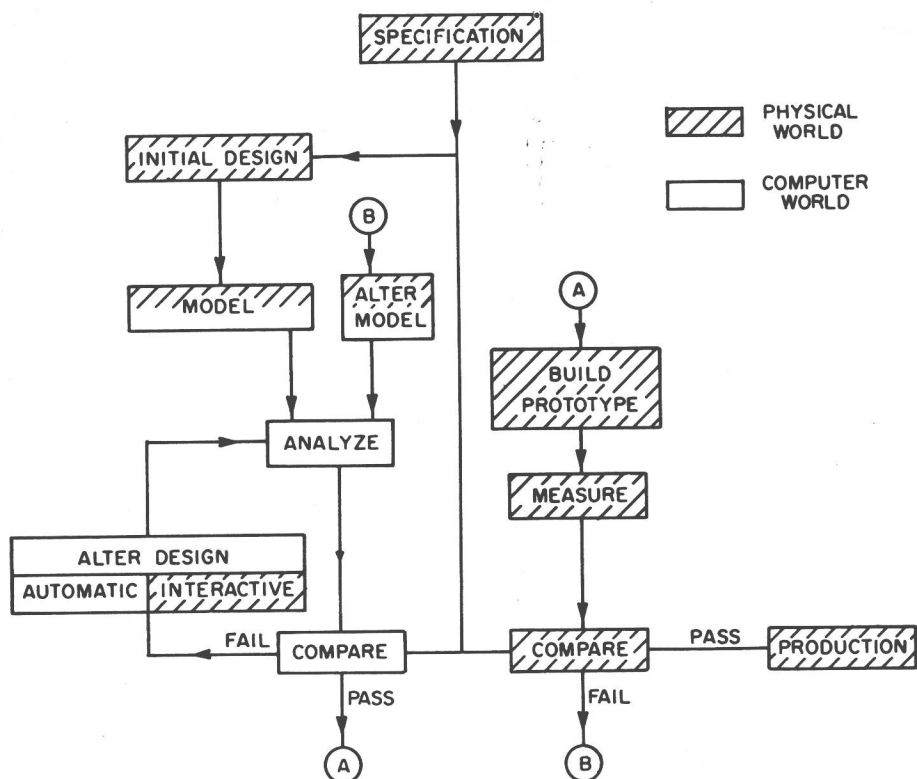 SPECIFICATION
PHYSICAL
WORLD
INITIAL DESIGN
COMPUTER
WORLD
B
MODEL
ALTER
MODEL
A
BUILD
PROTOTYPE
ANALYZE
MEASURE
ALTER DESIGN
AUTOMATIC
INTERACTIVE
FAIL
COMPARE
PASS
COMPARE
PASS
PRODUCTION
FAIL
A
B